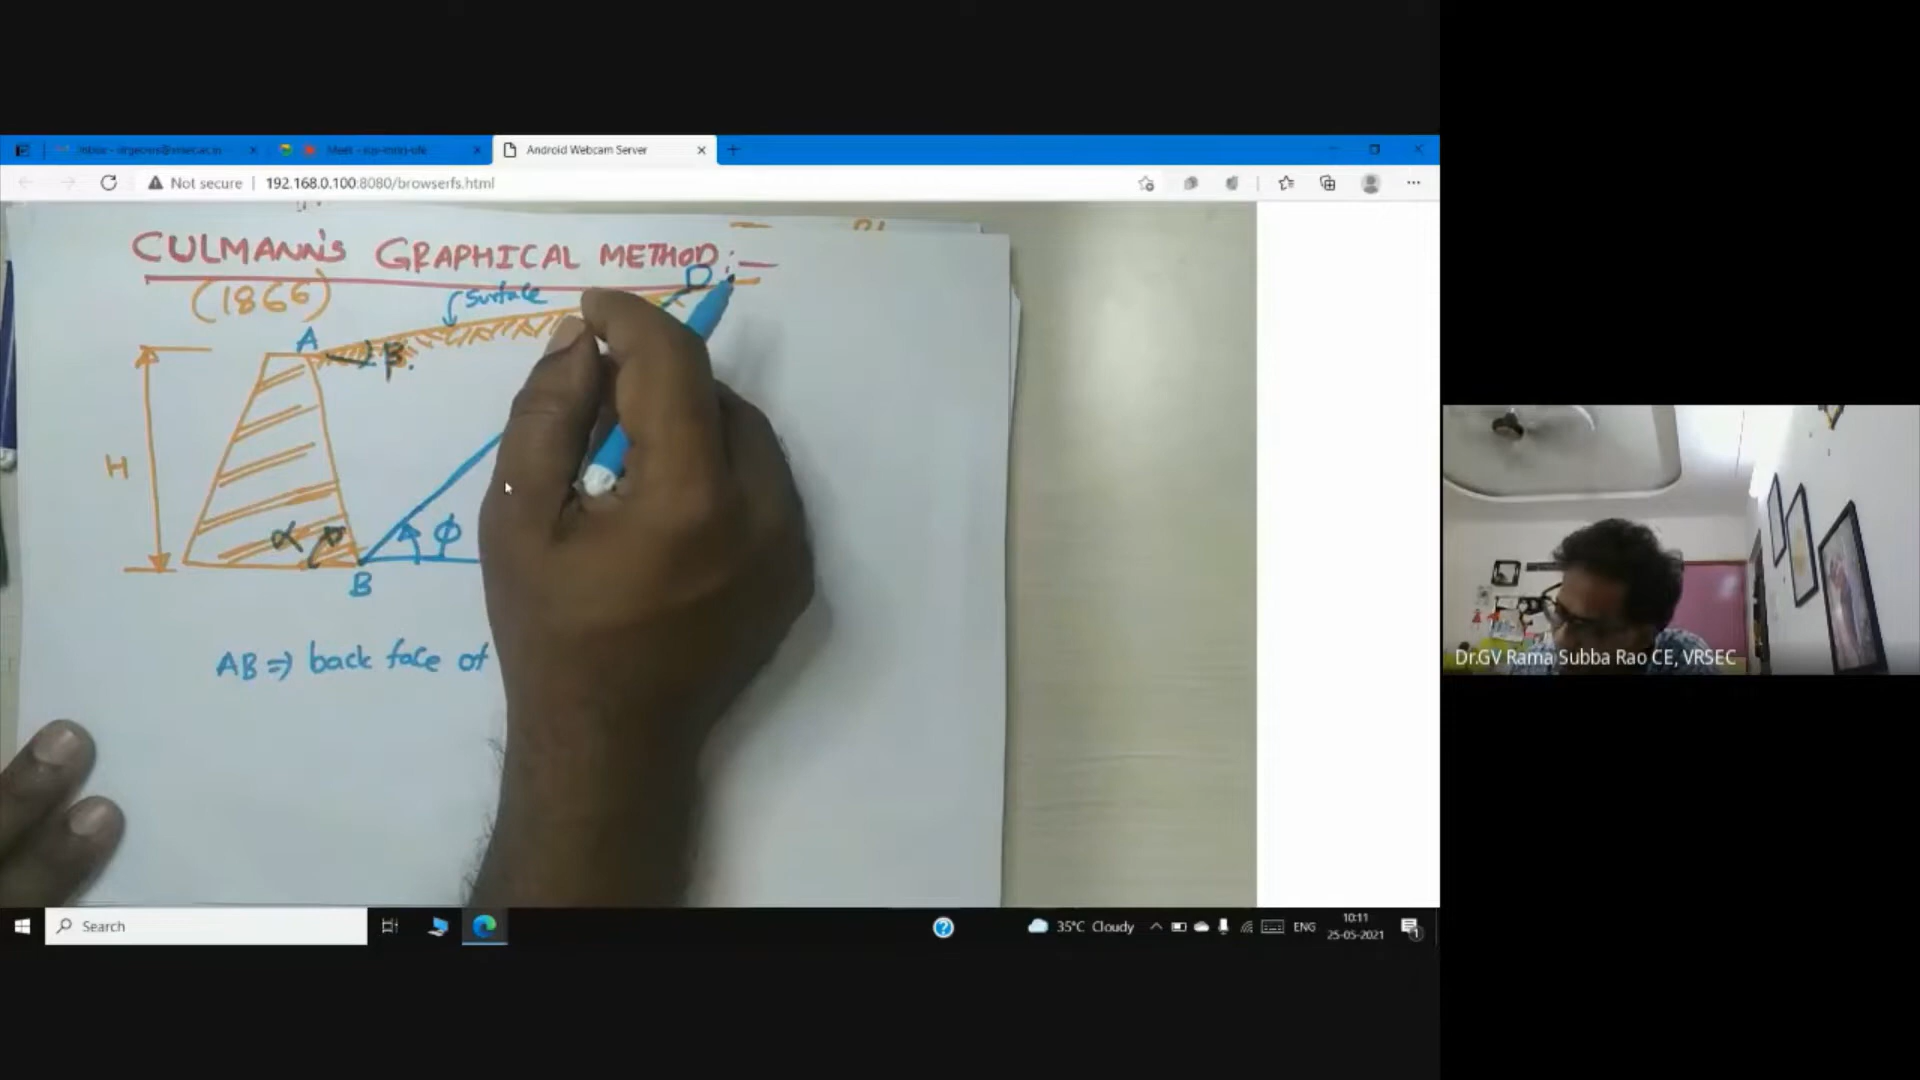 Android Webcam Server
Not secure | 192.168.0.100:8080/browserfs.html
CULMANN'S GRAPHICAL METHOD:—
(1866)
Surface
D
A
β
H
α
φ
B
AB => back face of
Dr.GV Rama Subba Rao CE, VRSEC
Search
35°C Cloudy
ENG
10:11
25-05-2021
1